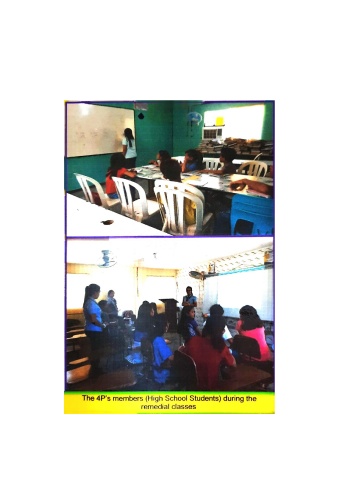 The 4P's members (High School Students) during the
remedial classes